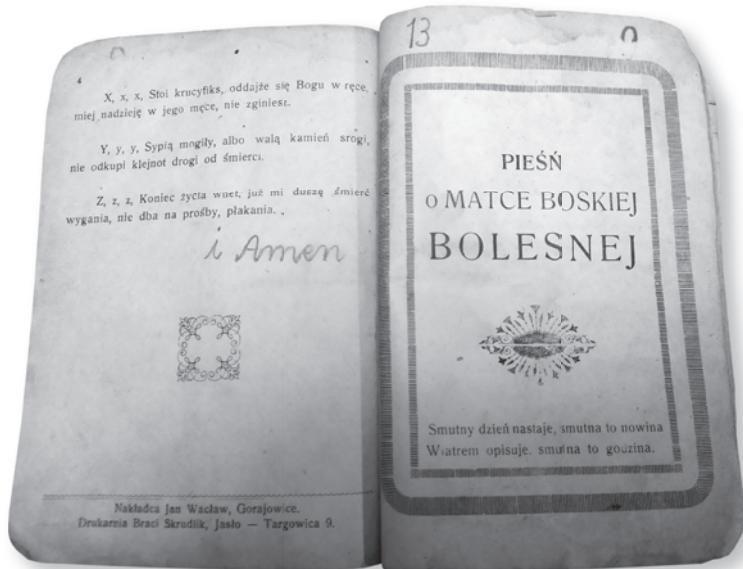 4
X, x, x, Stoi krucyfiks, oddajże się Bogu w ręce,
miej nadzieję w jego męce, nie zginiesz.
Y, y, y, Sypią mogiły, albo walą kamień srogi,
nie odkupi klejnot drogi od śmierci.
Z, z, z, Koniec życia wnet, już mi duszę śmierć
wygania, nie dba na prośby, płakania.
i Amen
Nakładca Jan Wacław, Gorajowice.
Drukarnia Braci Skrudlik, Jasło — Targowica 9.
13
PIEŚŃ
o MATCE BOSKIEJ
BOLESNEJ
Smutny dzień nastaje, smutna to nowina
Wiatrem opisuje, smutna to godzina.